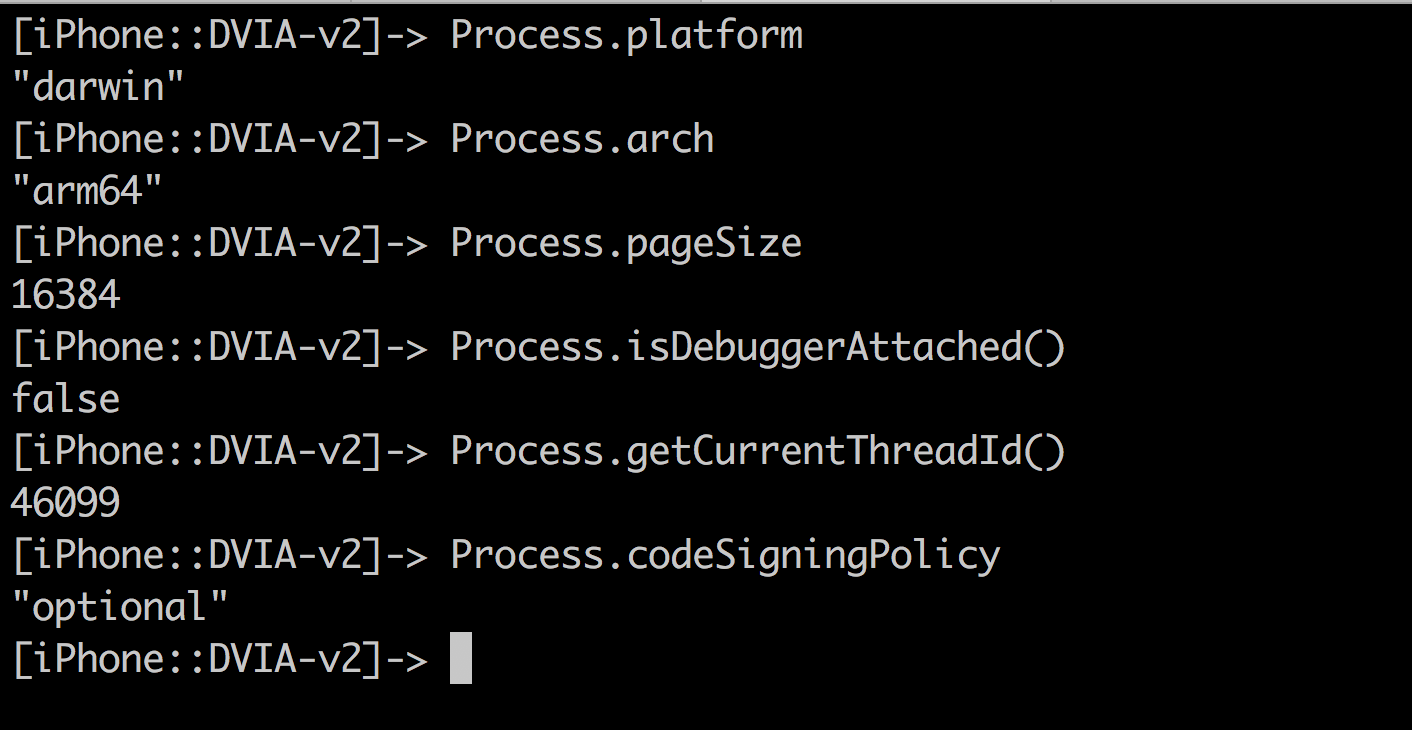 [iPhone::DVIA-v2]-> Process.platform
"darwin"
[iPhone::DVIA-v2]-> Process.arch
"arm64"
[iPhone::DVIA-v2]-> Process.pageSize
16384
[iPhone::DVIA-v2]-> Process.isDebuggerAttached()
false
[iPhone::DVIA-v2]-> Process.getCurrentThreadId()
46099
[iPhone::DVIA-v2]-> Process.codeSigningPolicy
"optional"
[iPhone::DVIA-v2]->